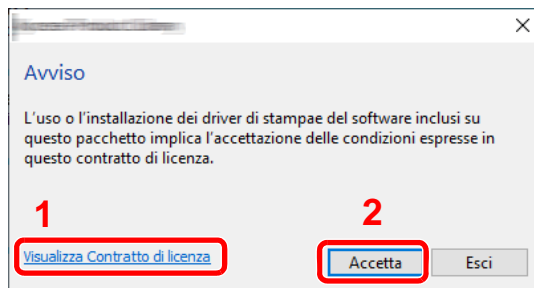 Avviso
L'uso o l'installazione dei driver di stampae del software inclusi su
questo pacchetto implica l'accettazione delle condizioni espresse in
questo contratto di licenza.
1
2
Visualizza Contratto di licenza
Accetta
Esci